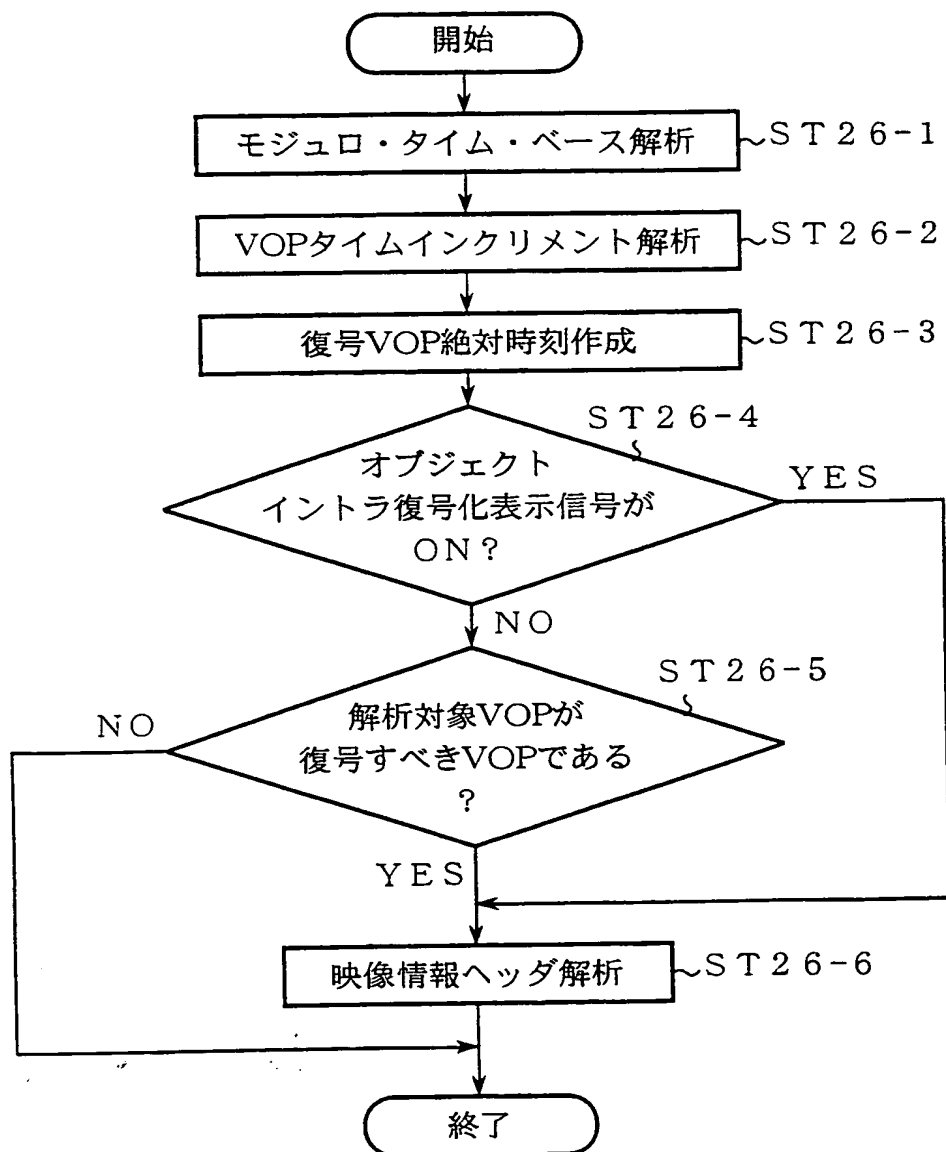 開始
モジュロ・タイム・ベース解析
ST26-1
VOPタイムインクリメント解析
ST26-2
復号VOP絶対時刻作成
ST26-3
ST26-4
オブジェクト
イントラ復号化表示信号が
ON?
YES
NO
ST26-5
解析対象VOPが
復号すべきVOPである
?
NO
YES
映像情報ヘッダ解析
ST26-6
終了